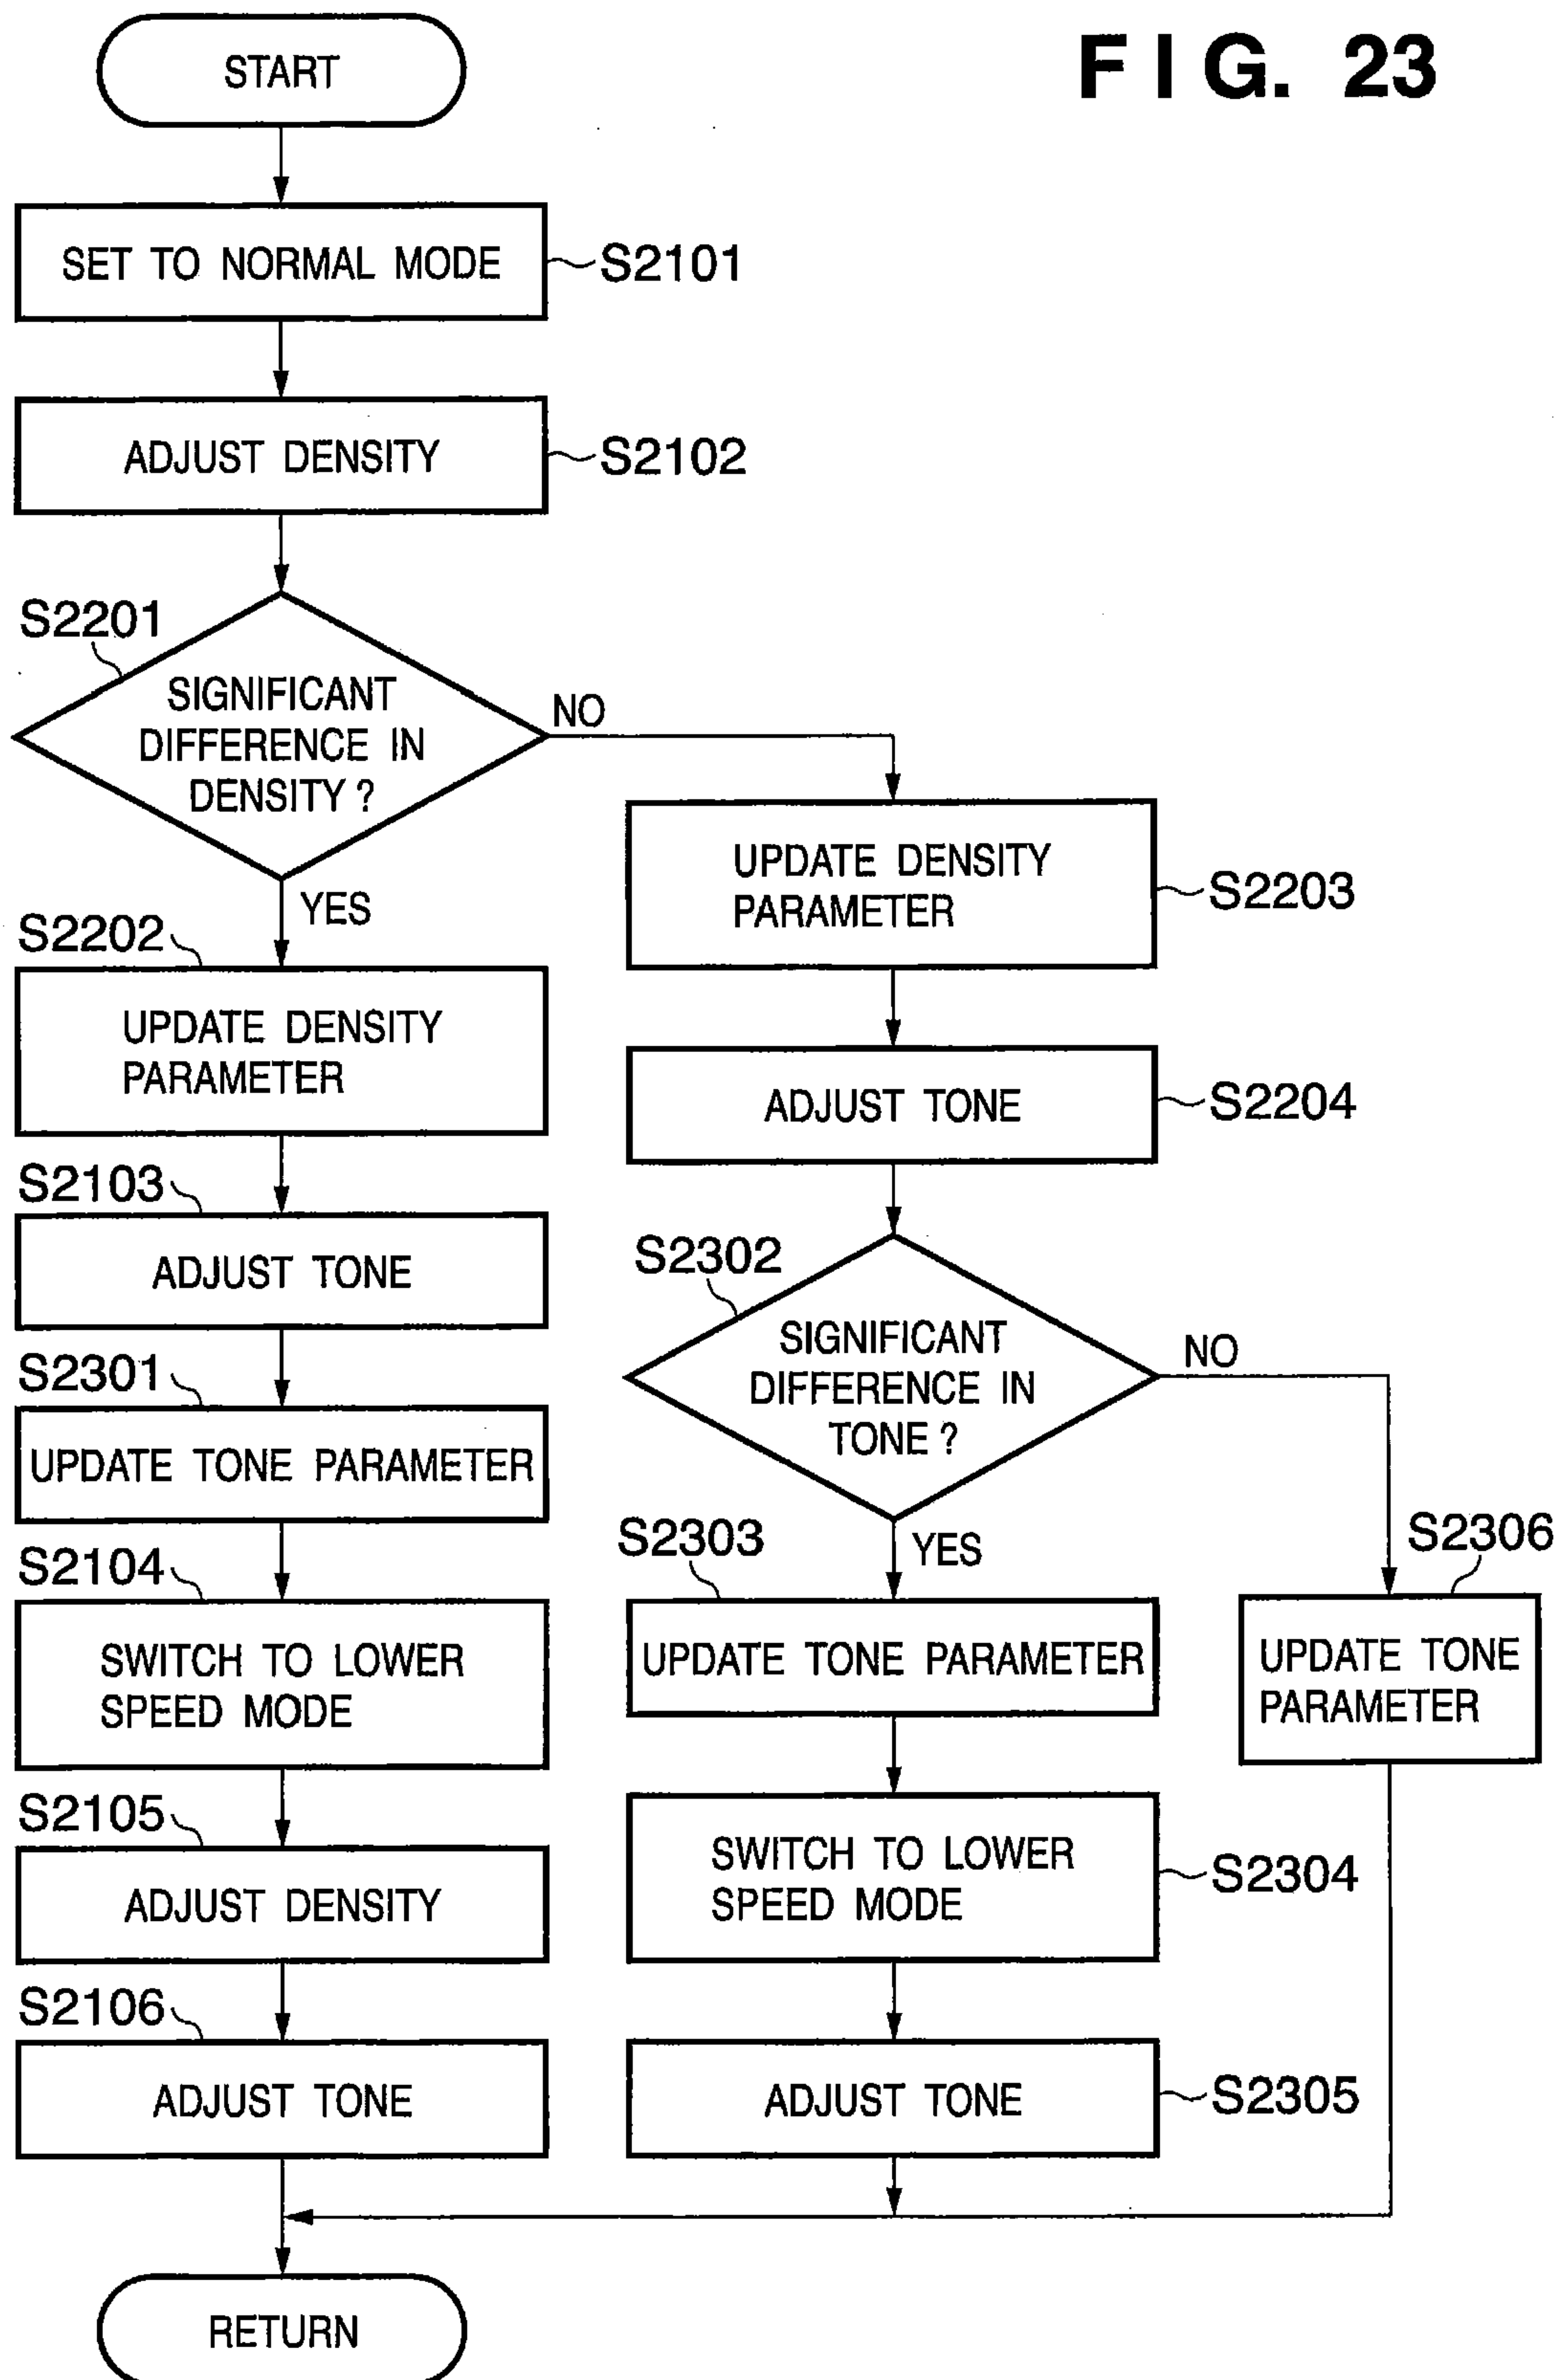 FIG. 23
START
SET TO NORMAL MODE
S2101
ADJUST DENSITY
S2102
S2201
SIGNIFICANT
DIFFERENCE IN
DENSITY?
NO
YES
S2202
UPDATE DENSITY
PARAMETER
S2103
ADJUST TONE
S2301
UPDATE TONE PARAMETER
S2104
SWITCH TO LOWER
SPEED MODE
S2105
ADJUST DENSITY
S2106
ADJUST TONE
UPDATE DENSITY
PARAMETER
S2203
ADJUST TONE
S2204
S2302
SIGNIFICANT
DIFFERENCE IN
TONE?
NO
YES
S2303
UPDATE TONE PARAMETER
SWITCH TO LOWER
SPEED MODE
S2304
ADJUST TONE
S2305
S2306
UPDATE TONE
PARAMETER
RETURN